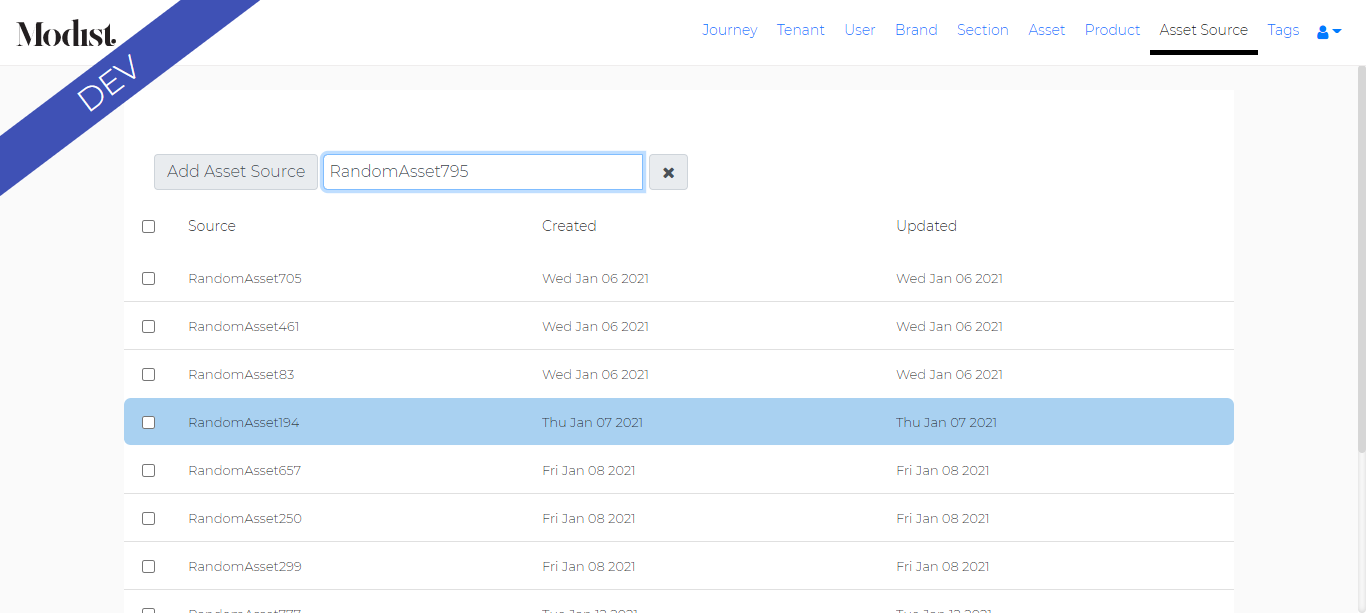 Modist.
Journey Tenant User Brand Section Asset Product Asset Source Tags
DEV
Add Asset Source RandomAsset795
Source Created Updated
RandomAsset705 Wed Jan 06 2021 Wed Jan 06 2021
RandomAsset461 Wed Jan 06 2021 Wed Jan 06 2021
RandomAsset83 Wed Jan 06 2021 Wed Jan 06 2021
RandomAsset194 Thu Jan 07 2021 Thu Jan 07 2021
RandomAsset657 Fri Jan 08 2021 Fri Jan 08 2021
RandomAsset250 Fri Jan 08 2021 Fri Jan 08 2021
RandomAsset299 Fri Jan 08 2021 Fri Jan 08 2021